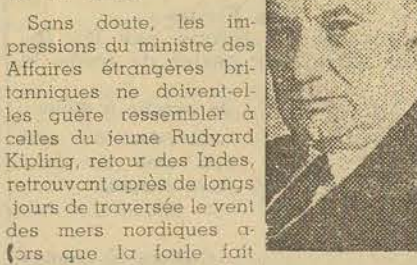 Sans doute, les im-
pressions du ministre des
Affaires étrangères bri-
tanniques ne doivent-el-
les guère ressembler à
celles du jeune Rudyard
Kipling, retour des Indes,
retrouvant après de longs
jours de traversée le vent
des mers nordiques a-
lors que la foule fait